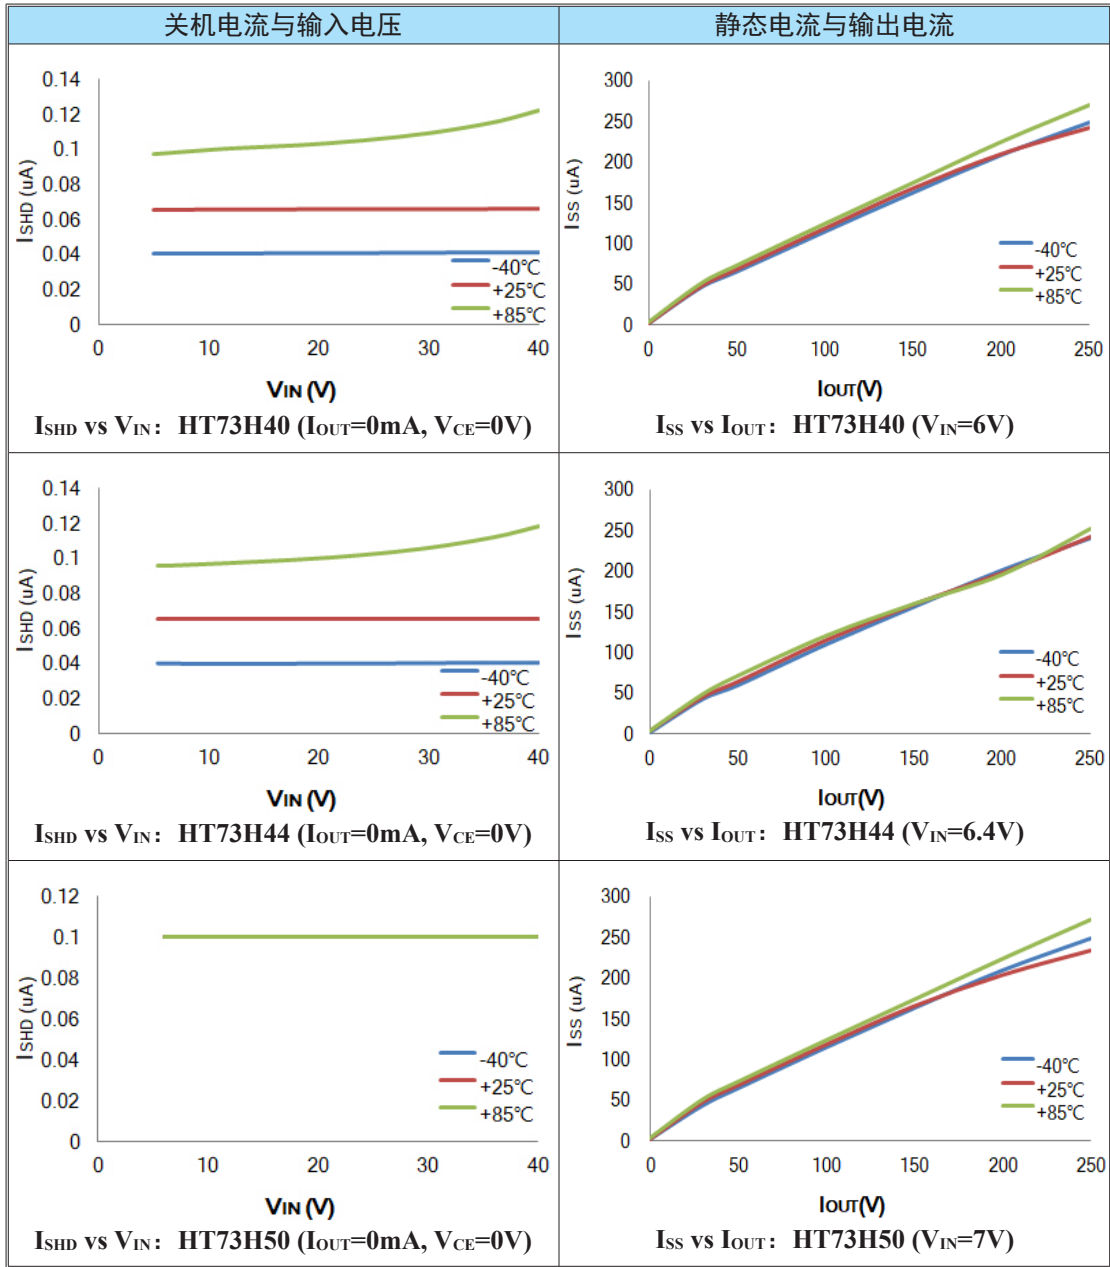 关机电流与输入电压
静态电流与输出电流
0.14
0.12
0.1
0.08
0.06
0.04
0.02
0
ISHD (uA)
-40℃
+25℃
+85℃
0 10 20 30 40
VIN (V)
ISHD vs VIN：HT73H40 (IOUT=0mA, VCE=0V)
300
250
200
150
100
50
0
ISS (uA)
-40℃
+25℃
+85℃
0 50 100 150 200 250
IOUT(V)
ISS vs IOUT：HT73H40 (VIN=6V)
0.14
0.12
0.1
0.08
0.06
0.04
0.02
0
ISHD (uA)
-40℃
+25℃
+85℃
0 10 20 30 40
VIN (V)
ISHD vs VIN：HT73H44 (IOUT=0mA, VCE=0V)
300
250
200
150
100
50
0
ISS (uA)
-40℃
+25℃
+85℃
0 50 100 150 200 250
IOUT(V)
ISS vs IOUT：HT73H44 (VIN=6.4V)
0.12
0.1
0.08
0.06
0.04
0.02
0
ISHD (uA)
-40℃
+25℃
+85℃
0 10 20 30 40
VIN (V)
ISHD vs VIN：HT73H50 (IOUT=0mA, VCE=0V)
300
250
200
150
100
50
0
ISS (uA)
-40℃
+25℃
+85℃
0 50 100 150 200 250
IOUT(V)
ISS vs IOUT：HT73H50 (VIN=7V)